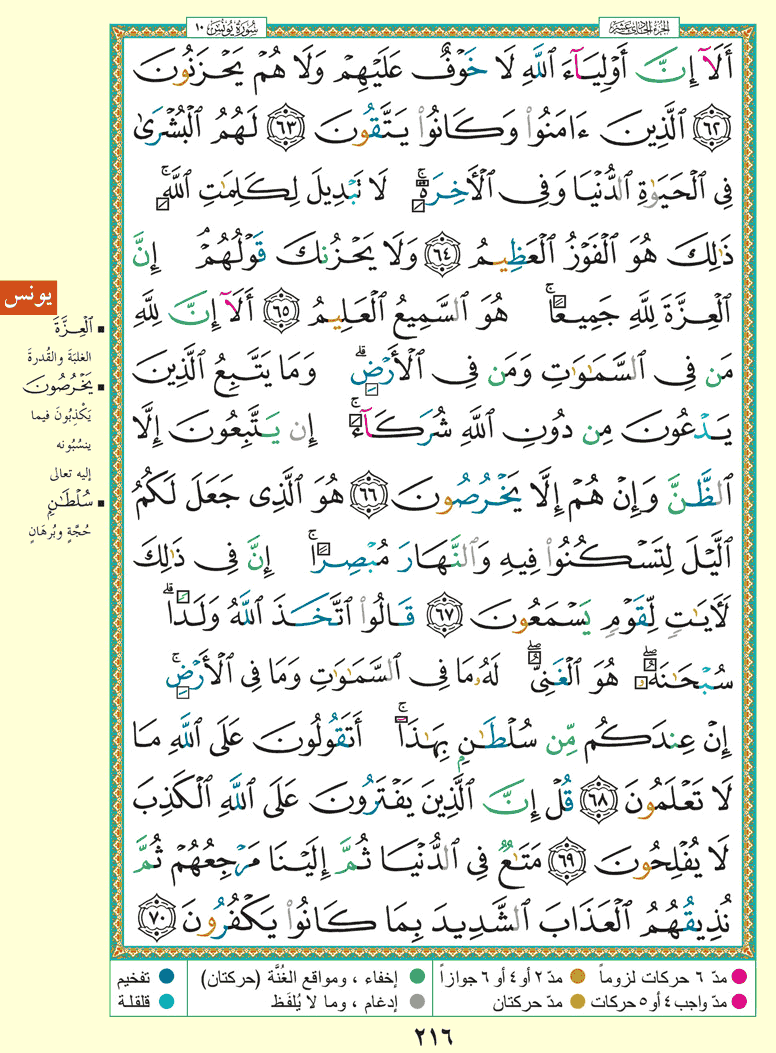 الجزء الحادي عشر
سورة يونس ١٠
أَلَآ إِنَّ أَوْلِيَآءَ ٱللَّهِ لَا خَوْفٌ عَلَيْهِمْ وَلَا هُمْ يَحْزَنُونَ
﴿٦٢﴾ ٱلَّذِينَ ءَامَنُوا۟ وَكَانُوا۟ يَتَّقُونَ ﴿٦٣﴾ لَهُمُ ٱلْبُشْرَىٰ
فِى ٱلْحَيَوٰةِ ٱلدُّنْيَا وَفِى ٱلْـَٔاخِرَةِ ۚ لَا تَبْدِيلَ لِكَلِمَـٰتِ ٱللَّهِ ۚ
ذَٰلِكَ هُوَ ٱلْفَوْزُ ٱلْعَظِيمُ ﴿٦٤﴾ وَلَا يَحْزُنكَ قَوْلُهُمْ ۘ إِنَّ
ٱلْعِزَّةَ لِلَّهِ جَمِيعًا ۚ هُوَ ٱلسَّمِيعُ ٱلْعَلِيمُ ﴿٦٥﴾ أَلَآ إِنَّ لِلَّهِ
مَن فِى ٱلسَّمَـٰوَٰتِ وَمَن فِى ٱلْأَرْضِ ۗ وَمَا يَتَّبِعُ ٱلَّذِينَ
يَدْعُونَ مِن دُونِ ٱللَّهِ شُرَكَآءَ ۚ إِن يَتَّبِعُونَ إِلَّا
ٱلظَّنَّ وَإِنْ هُمْ إِلَّا يَخْرُصُونَ ﴿٦٦﴾ هُوَ ٱلَّذِى جَعَلَ لَكُمُ
ٱلَّيْلَ لِتَسْكُنُوا۟ فِيهِ وَٱلنَّهَارَ مُبْصِرًا ۚ إِنَّ فِى ذَٰلِكَ
لَـَٔايَـٰتٍ لِّقَوْمٍ يَسْمَعُونَ ﴿٦٧﴾ قَالُوا۟ ٱتَّخَذَ ٱللَّهُ وَلَدًا ۗ
سُبْحَـٰنَهُۥ ۖ هُوَ ٱلْغَنِىُّ ۖ لَهُۥ مَا فِى ٱلسَّمَـٰوَٰتِ وَمَا فِى ٱلْأَرْضِ ۚ
إِنْ عِندَكُم مِّن سُلْطَـٰنٍۭ بِهَـٰذَآ ۚ أَتَقُولُونَ عَلَى ٱللَّهِ مَا
لَا تَعْلَمُونَ ﴿٦٨﴾ قُلْ إِنَّ ٱلَّذِينَ يَفْتَرُونَ عَلَى ٱللَّهِ ٱلْكَذِبَ
لَا يُفْلِحُونَ ﴿٦٩﴾ مَتَـٰعٌ فِى ٱلدُّنْيَا ثُمَّ إِلَيْنَا مَرْجِعُهُمْ ثُمَّ
نُذِيقُهُمُ ٱلْعَذَابَ ٱلشَّدِيدَ بِمَا كَانُوا۟ يَكْفُرُونَ ﴿٧٠﴾
يونس
ٱلْعِزَّةَ
الغلبَةَ والقُدرةَ
يَخْرُصُونَ
يَكْذِبُونَ فيما
ينسُبُونه
إليه تعالى
سُلْطَـٰنٍۭ
حُجَّةٍ وبُرهَانٍ
مدّ ٦ حركات لزوماً مدّ ٢ أو ٤ أو ٦ جوازاً إخفاء ، ومواقع الغُنَّة (حركتان) تفخيم
مدّ واجب ٤ أو ٥ حركات مدّ حركتان إدغام ، وما لا يُلفَظ قلقلة
٢١٦